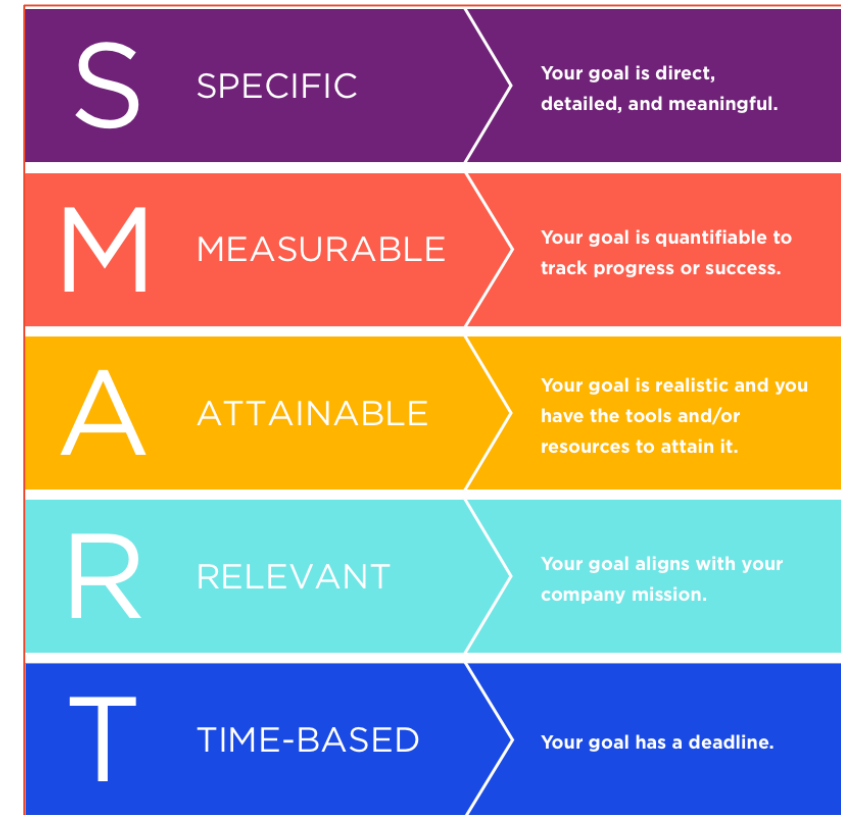 S
SPECIFIC
Your goal is direct,
detailed, and meaningful.
M
MEASURABLE
Your goal is quantifiable to
track progress or success.
A
ATTAINABLE
Your goal is realistic and you
have the tools and/or
resources to attain it.
R
RELEVANT
Your goal aligns with your
company mission.
T
TIME-BASED
Your goal has a deadline.